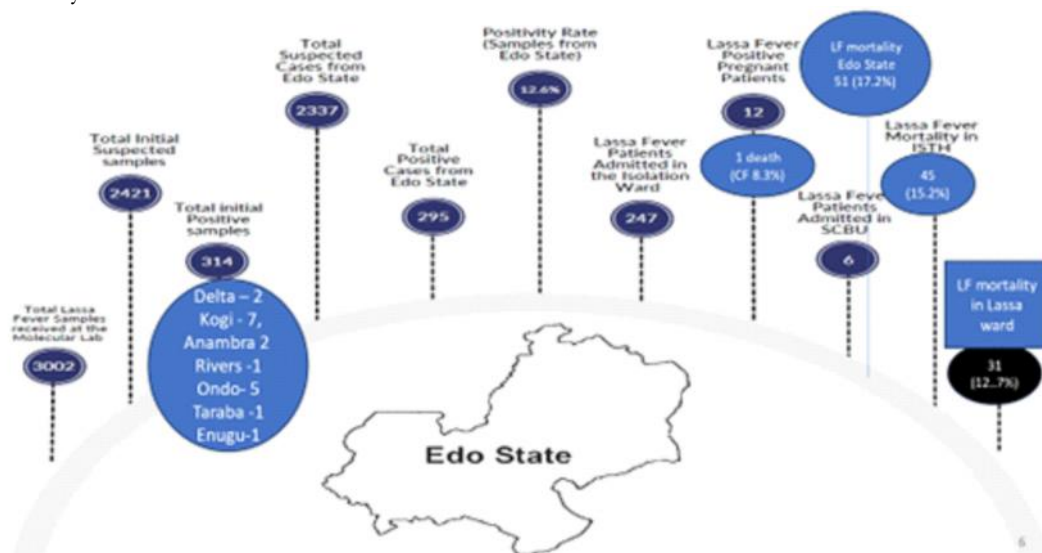 Total Lassa
Fever Samples
received at the
Molecular Lab
3002
Total Initial
Suspected
samples
2421
Total initial
Positive
samples
314
Delta – 2
Kogi - 7,
Anambra 2
Rivers -1
Ondo- 5
Taraba -1
Enugu-1
Total
Suspected
Cases from
Edo State
2337
Total
Positive
Cases from
Edo State
295
Positivity Rate
(Samples from
Edo State)
12.6%
Lassa Fever
Patients
Admitted in
the Isolation
Ward
247
Lassa Fever
Positive
Pregnant
Patients
12
1 death
(CF 8.3%)
LF mortality
Edo State
51 (17.2%)
Lassa Fever
Patients
Admitted in
SCBU
6
Lassa Fever
Mortality in
ISTH
45
(15.2%)
LF mortality
in Lassa
ward
31
(12..7%)
Edo State
6